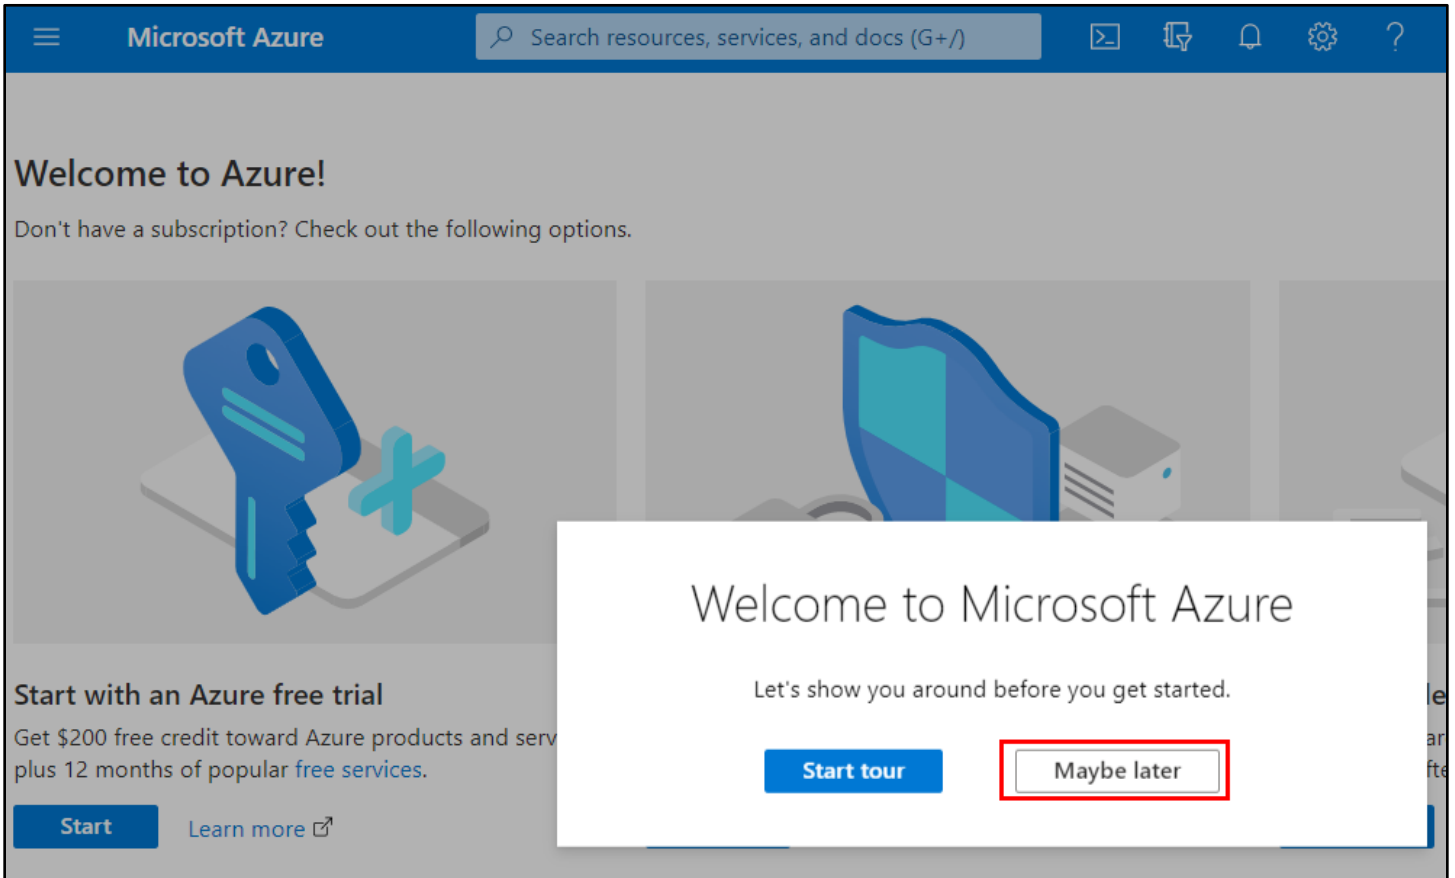 Microsoft Azure
Search resources, services, and docs (G+/)
Welcome to Azure!
Don't have a subscription? Check out the following options.
Start with an Azure free trial
Get $200 free credit toward Azure products and
plus 12 months of popular free services.
Start
Learn more
Welcome to Microsoft Azure
Let's show you around before you get started.
Start tour
Maybe later